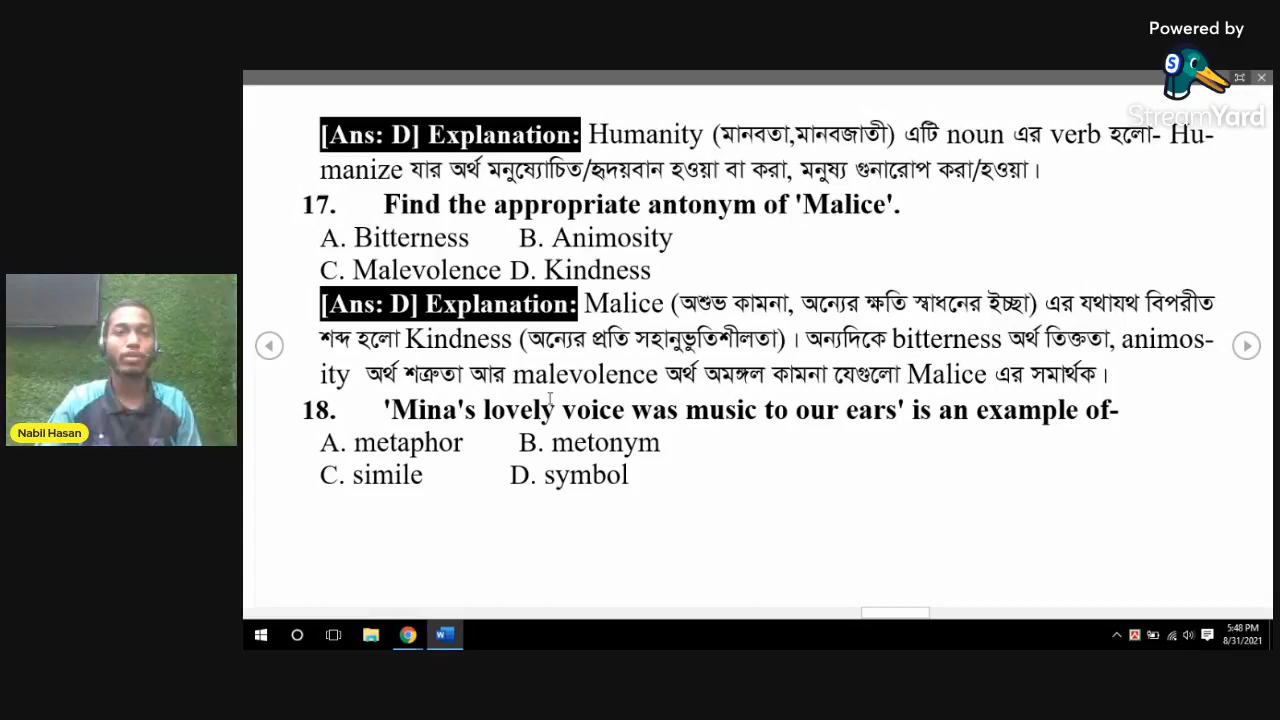 Powered by
StreamYard
[Ans: D] Explanation: Humanity (মানবতা,মানবজাতী) এটি noun এর verb হলো- Hu-
manize যার অর্থ মনুষ্যোচিত/হৃদয়বান হওয়া বা করা, মনুষ্য গুনারোপ করা/হওয়া।
17. Find the appropriate antonym of 'Malice'.
A. Bitterness B. Animosity
C. Malevolence D. Kindness
[Ans: D] Explanation: Malice (অশুভ কামনা, অন্যের ক্ষতি স্বাধনের ইচ্ছা) এর যথাযথ বিপরীত
শব্দ হলো Kindness (অন্যের প্রতি সহানুভুতিশীলতা)। অন্যদিকে bitterness অর্থ তিক্ততা, animos-
ity অর্থ শত্রুতা আর malevolence অর্থ অমঙ্গল কামনা যেগুলো Malice এর সমার্থক।
18. 'Mina's lovely voice was music to our ears' is an example of-
A. metaphor B. metonym
C. simile D. symbol
Nabil Hasan
5:48 PM
8/31/2021